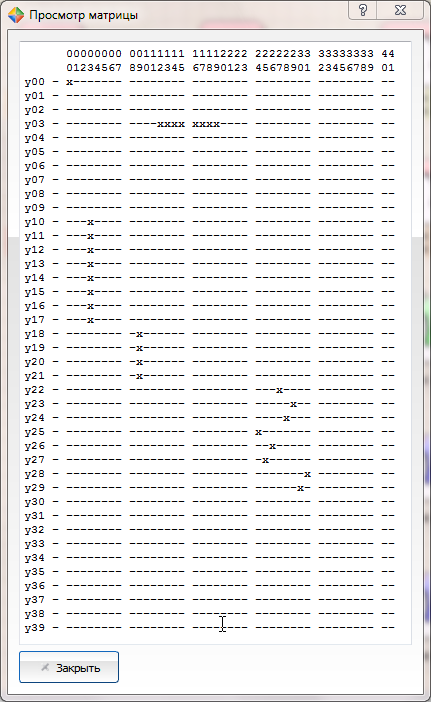 Просмотр матрицы
00000000 00111111 11112222 22222233 33333333 44
01234567 89012345 67890123 45678901 23456789 01
y00 - x------- -------- -------- -------- -------- --
y01 - -------- -------- -------- -------- -------- --
y02 - -------- -------- -------- -------- -------- --
y03 - -------- ----xxxx xxxx---- -------- -------- --
y04 - -------- -------- -------- -------- -------- --
y05 - -------- -------- -------- -------- -------- --
y06 - -------- -------- -------- -------- -------- --
y07 - -------- -------- -------- -------- -------- --
y08 - -------- -------- -------- -------- -------- --
y09 - -------- -------- -------- -------- -------- --
y10 - ---x---- -------- -------- -------- -------- --
y11 - ---x---- -------- -------- -------- -------- --
y12 - ---x---- -------- -------- -------- -------- --
y13 - ---x---- -------- -------- -------- -------- --
y14 - ---x---- -------- -------- -------- -------- --
y15 - ---x---- -------- -------- -------- -------- --
y16 - ---x---- -------- -------- -------- -------- --
y17 - ---x---- -------- -------- -------- -------- --
y18 - -------- -x------ -------- -------- -------- --
y19 - -------- -x------ -------- -------- -------- --
y20 - -------- -x------ -------- -------- -------- --
y21 - -------- -x------ -------- -------- -------- --
y22 - -------- -------- -------- ---x---- -------- --
y23 - -------- -------- -------- -----x-- -------- --
y24 - -------- -------- -------- ----x--- -------- --
y25 - -------- -------- -------- x------- -------- --
y26 - -------- -------- -------- --x----- -------- --
y27 - -------- -------- -------- -x------ -------- --
y28 - -------- -------- -------- -------x -------- --
y29 - -------- -------- -------- ------x- -------- --
y30 - -------- -------- -------- -------- -------- --
y31 - -------- -------- -------- -------- -------- --
y32 - -------- -------- -------- -------- -------- --
y33 - -------- -------- -------- -------- -------- --
y34 - -------- -------- -------- -------- -------- --
y35 - -------- -------- -------- -------- -------- --
y36 - -------- -------- -------- -------- -------- --
y37 - -------- -------- -------- -------- -------- --
y38 - -------- -------- -------- -------- -------- --
y39 - -------- -------- -------- -------- -------- --
Закрыть